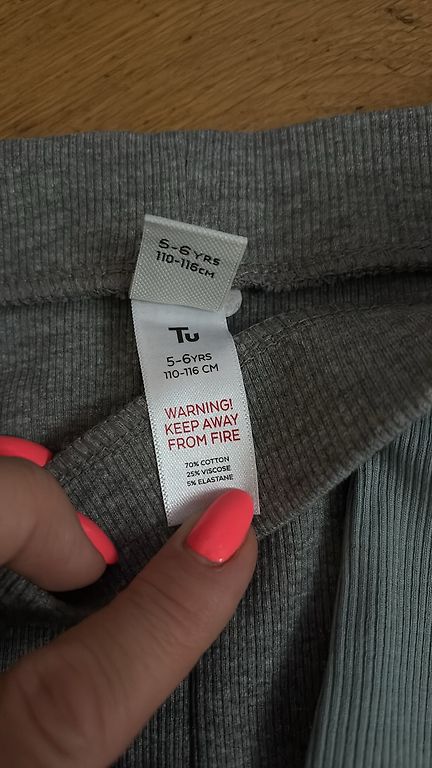 5-6YRS
110-116CM
Tu
5-6YRS
110-116 CM
WARNING!
KEEP AWAY
FROM FIRE
70% COTTON
25% VISCOSE
5% ELASTANE